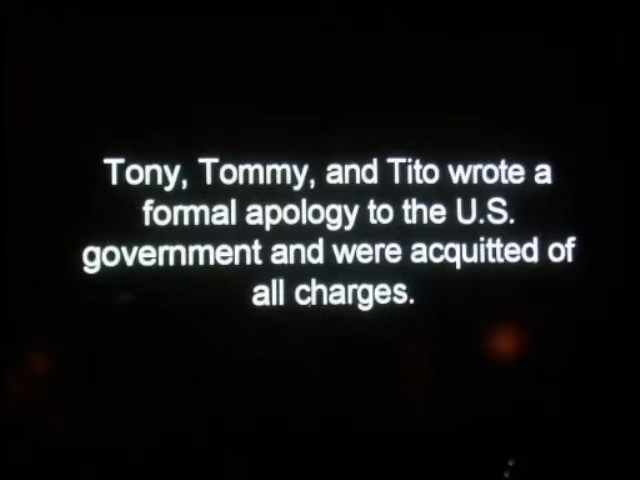 Tony, Tommy, and Tito wrote a
formal apology to the U.S.
government and were acquitted of
all charges.